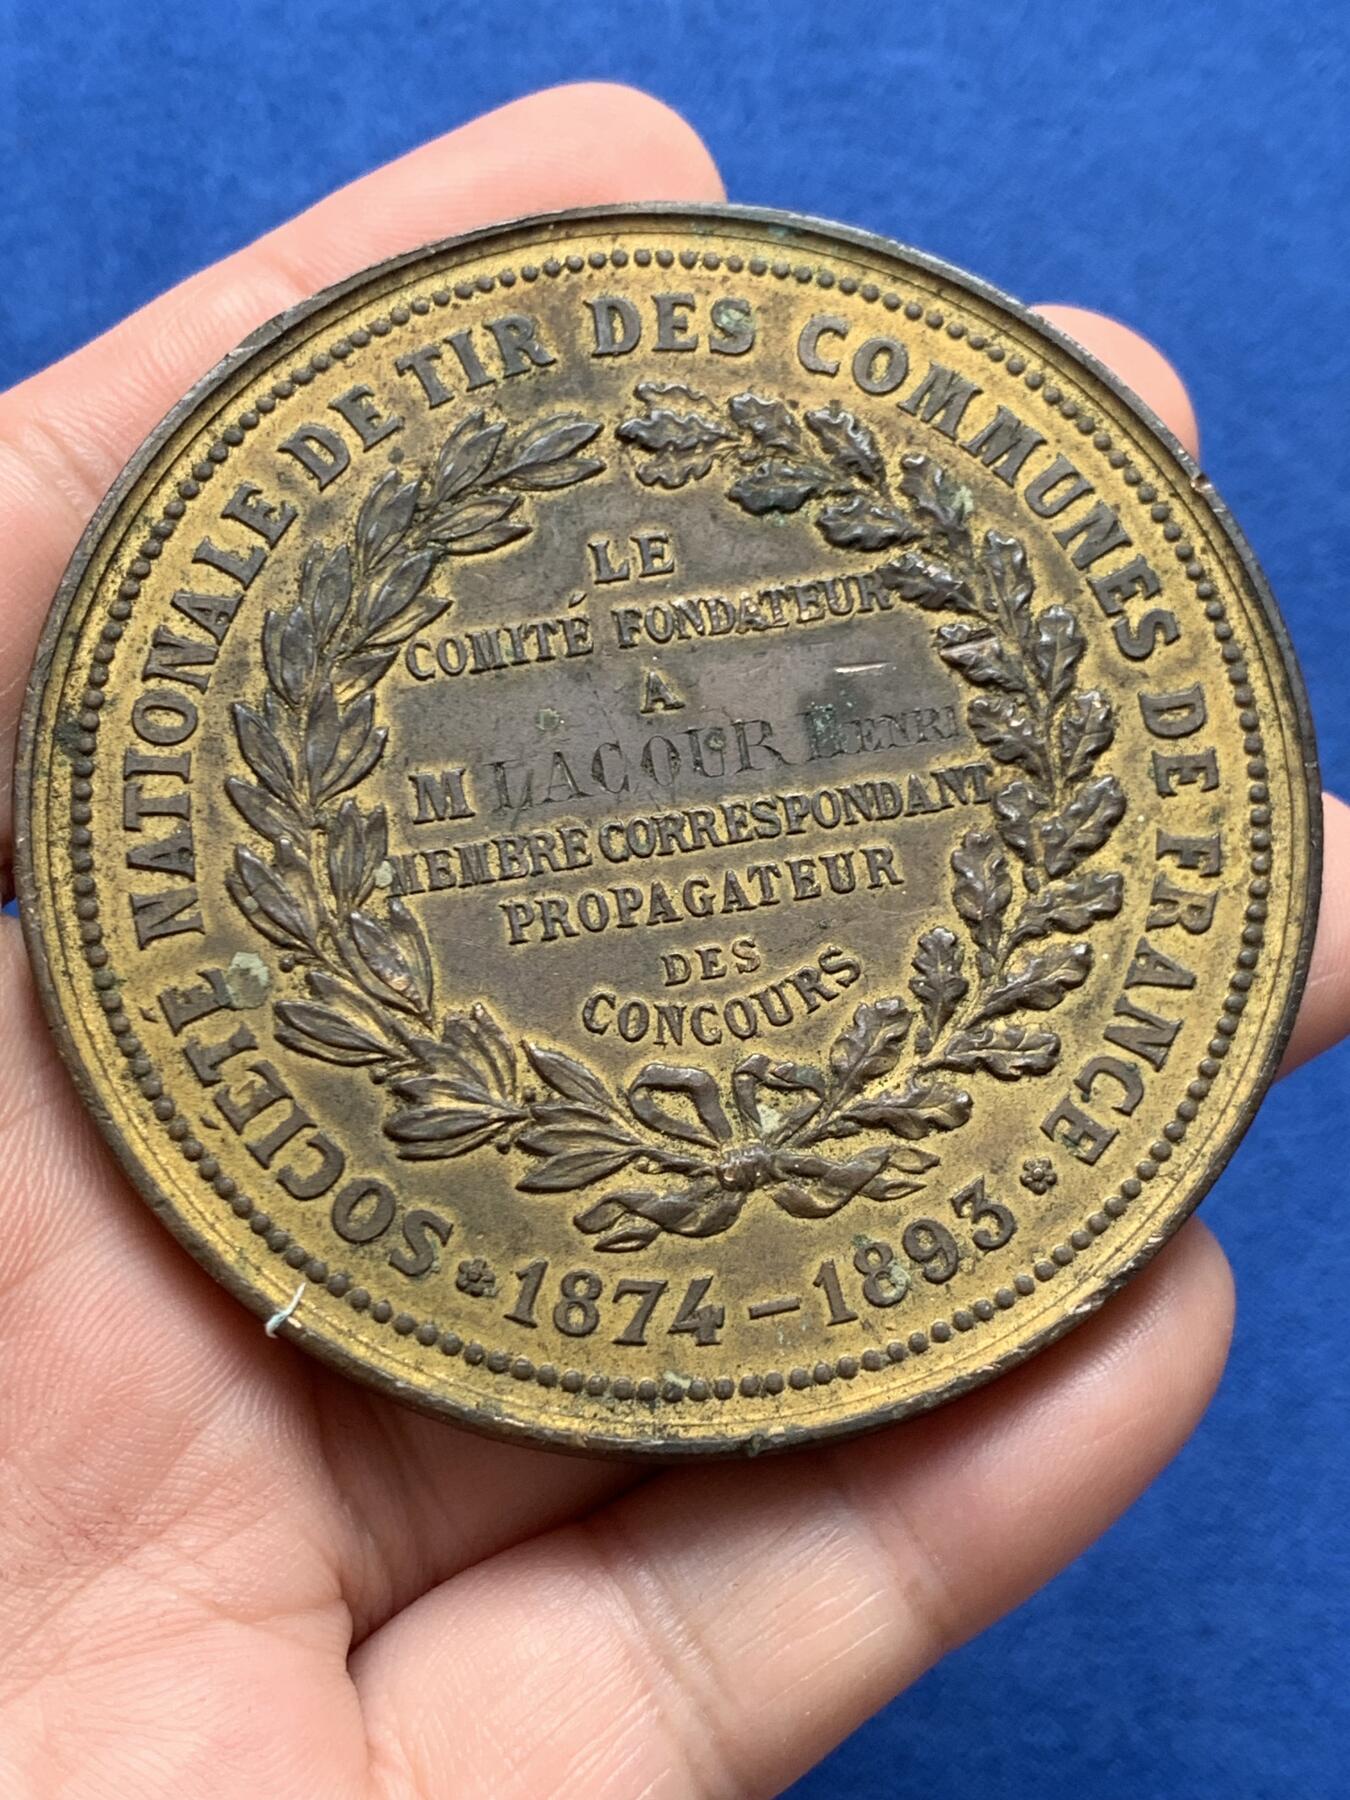 SOCIÉTÉ NATIONALE DE TIR DES COMMUNES DE FRANCE
LE
COMITÉ FONDATEUR
A
M LACOUR HENRI
MEMBRE CORRESPONDANT
PROPAGATEUR
DES
CONCOURS
1874 - 1893